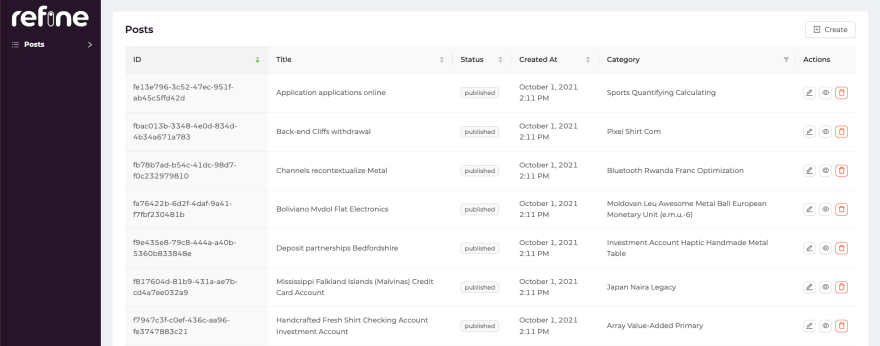 refine
Posts
Posts
Create
ID Title Status Created At Category Actions
fe13e796-3c52-47ec-951f-
ab45c5ffd42d
Application applications online
published
October 1, 2021
2:11 PM
Sports Quantifying Calculating
fbac013b-3348-4e0d-834d-
4b34a671a783
Back-end Cliffs withdrawal
published
October 1, 2021
2:11 PM
Pixel Shirt Com
fb78b7ad-b54c-41dc-98d7-
f0c232979810
Channels recontextualize Metal
published
October 1, 2021
2:11 PM
Bluetooth Rwanda Franc Optimization
fa76422b-6d2f-4daf-9a41-
f7fbf230481b
Boliviano Mvdol Flat Electronics
published
October 1, 2021
2:11 PM
Moldovan Leu Awesome Metal Ball European
Monetary Unit (e.m.u.-6)
f9e435e8-79c8-444a-a40b-
5360b833848e
Deposit partnerships Bedfordshire
published
October 1, 2021
2:11 PM
Investment Account Haptic Handmade Metal
Table
f817604d-81b9-431a-ae7b-
cd4a7ee032a9
Mississippi Falkland Islands (Malvinas) Credit
Card Account
published
October 1, 2021
2:11 PM
Japan Naira Legacy
f7947c3f-c0ef-436c-aa96-
fe3747883c21
Handcrafted Fresh Shirt Checking Account
Investment Account
published
October 1, 2021
2:11 PM
Array Value-Added Primary